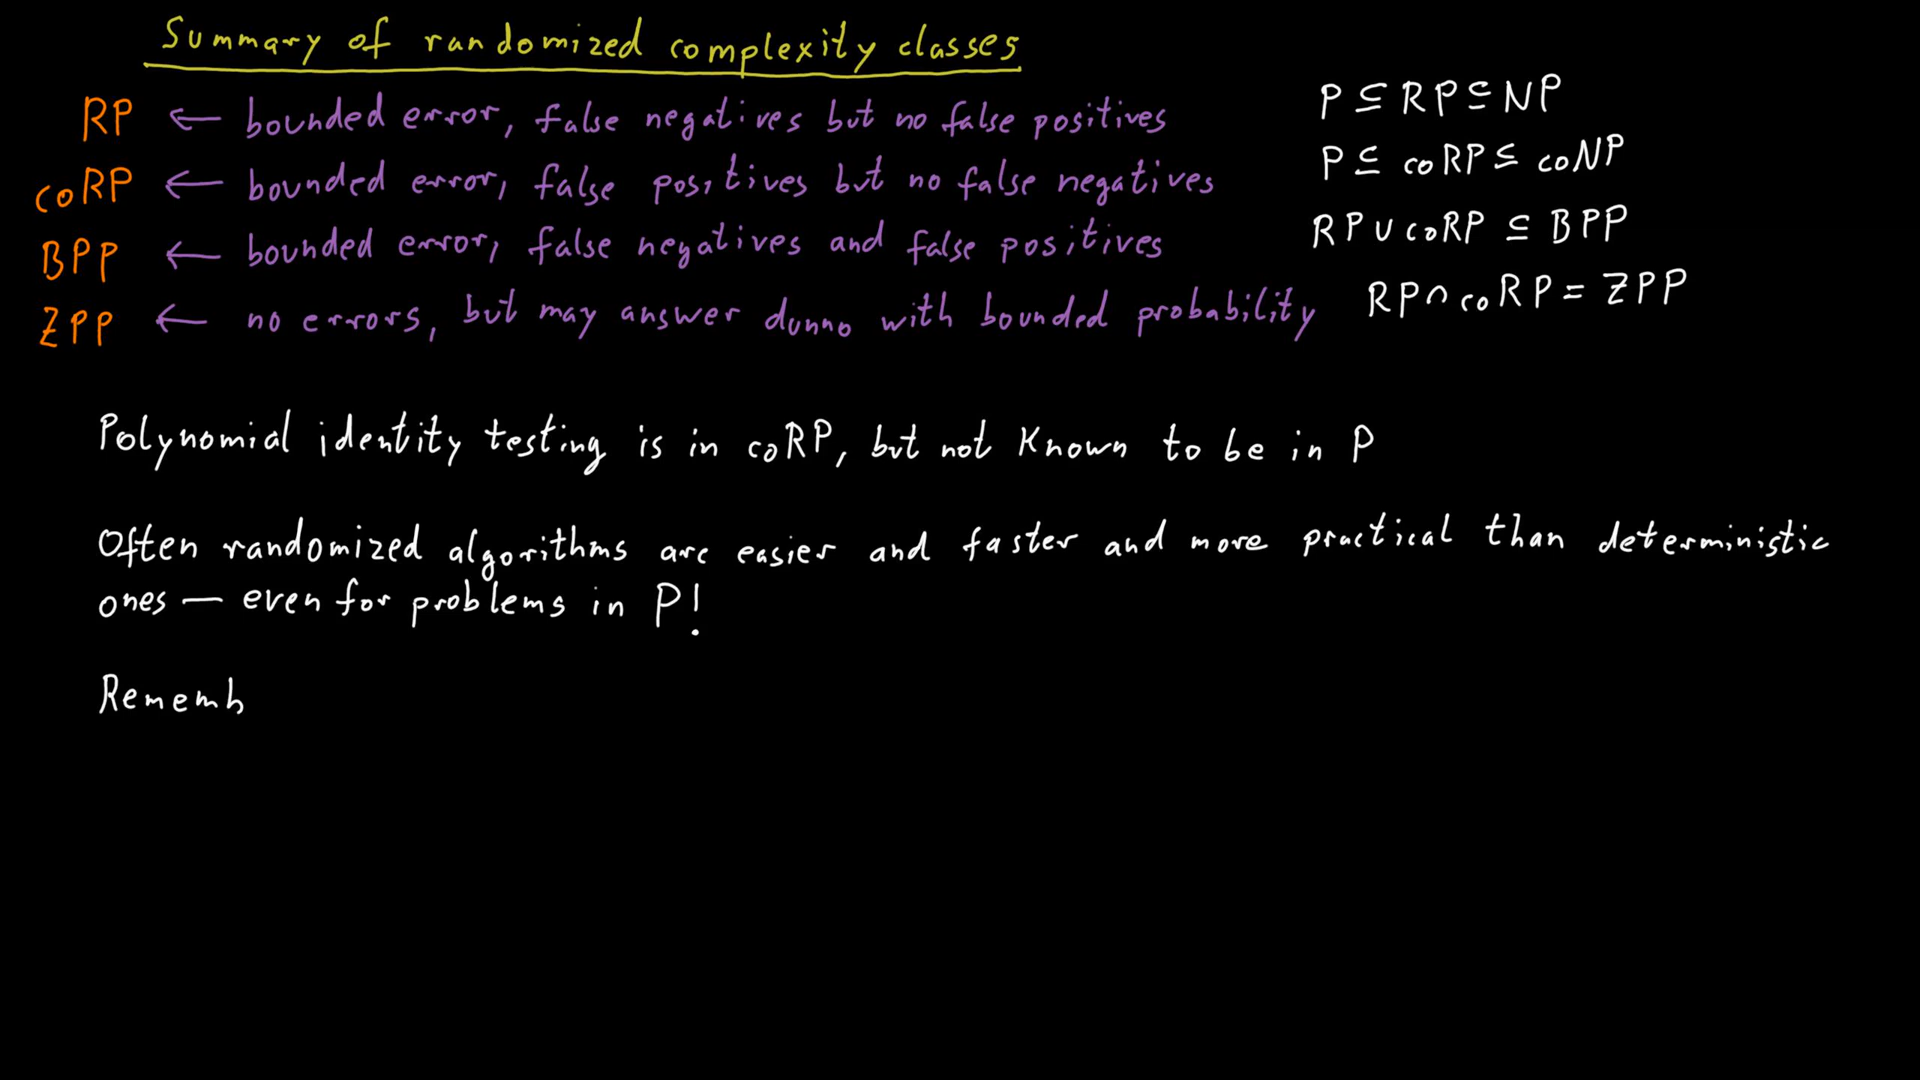 Summary of randomized complexity classes
RP ← bounded error, false negatives but no false positives
coRP ← bounded error, false positives but no false negatives
BPP ← bounded error, false negatives and false positives
ZPP ← no errors, but may answer dunno with bounded probability
P ⊆ RP ⊆ NP
P ⊆ coRP ⊆ coNP
RP ∪ coRP ⊆ BPP
RP ∩ coRP = ZPP
Polynomial identity testing is in coRP, but not known to be in P
Often randomized algorithms are easier and faster and more practical than deterministic
ones — even for problems in P!
Rememb